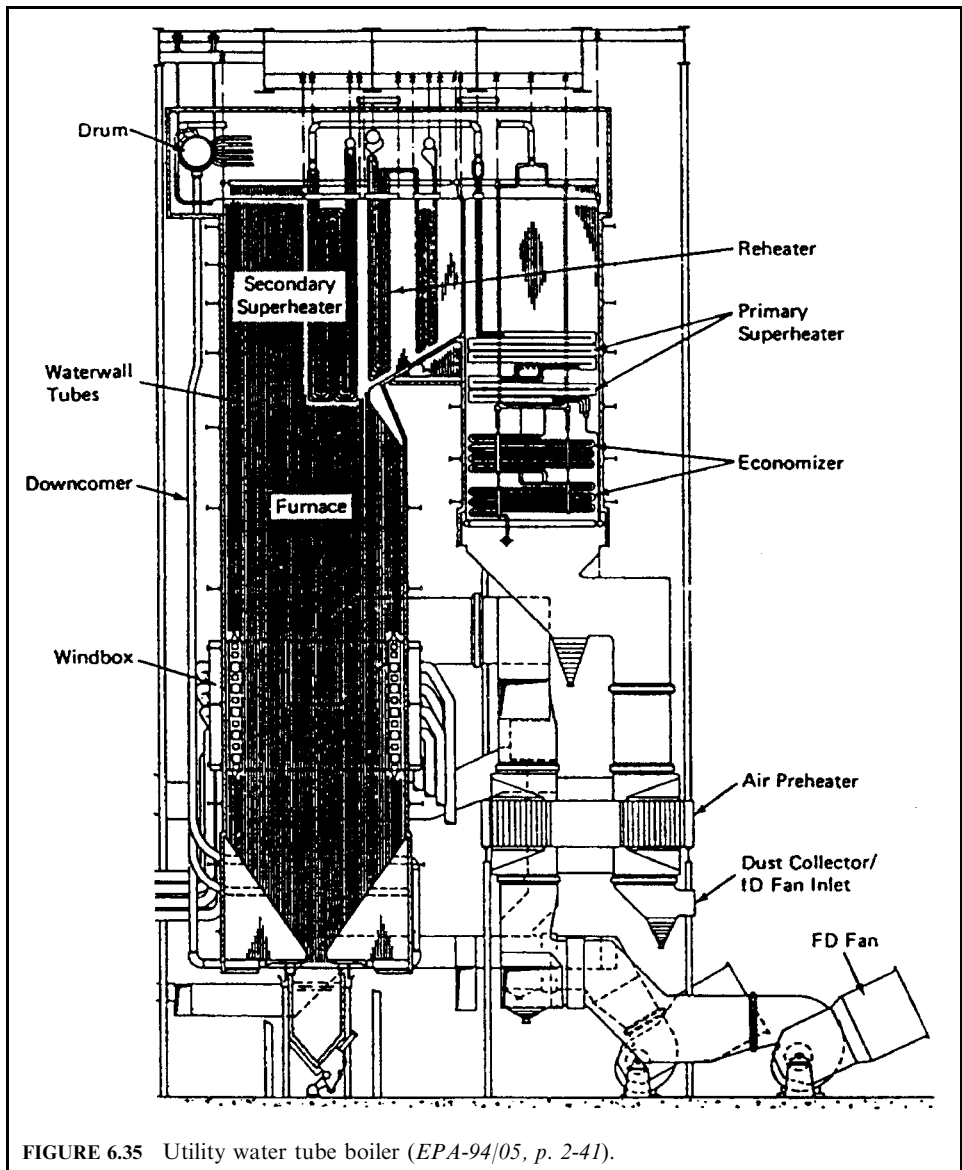 Drum
Reheater
Secondary
Superheater
Primary
Superheater
Waterwall
Tubes
Economizer
Downcomer
Furnace
Windbox
Air Preheater
Dust Collector/
ID Fan Inlet
FD Fan
FIGURE 6.35 Utility water tube boiler (EPA-94/05, p. 2-41).